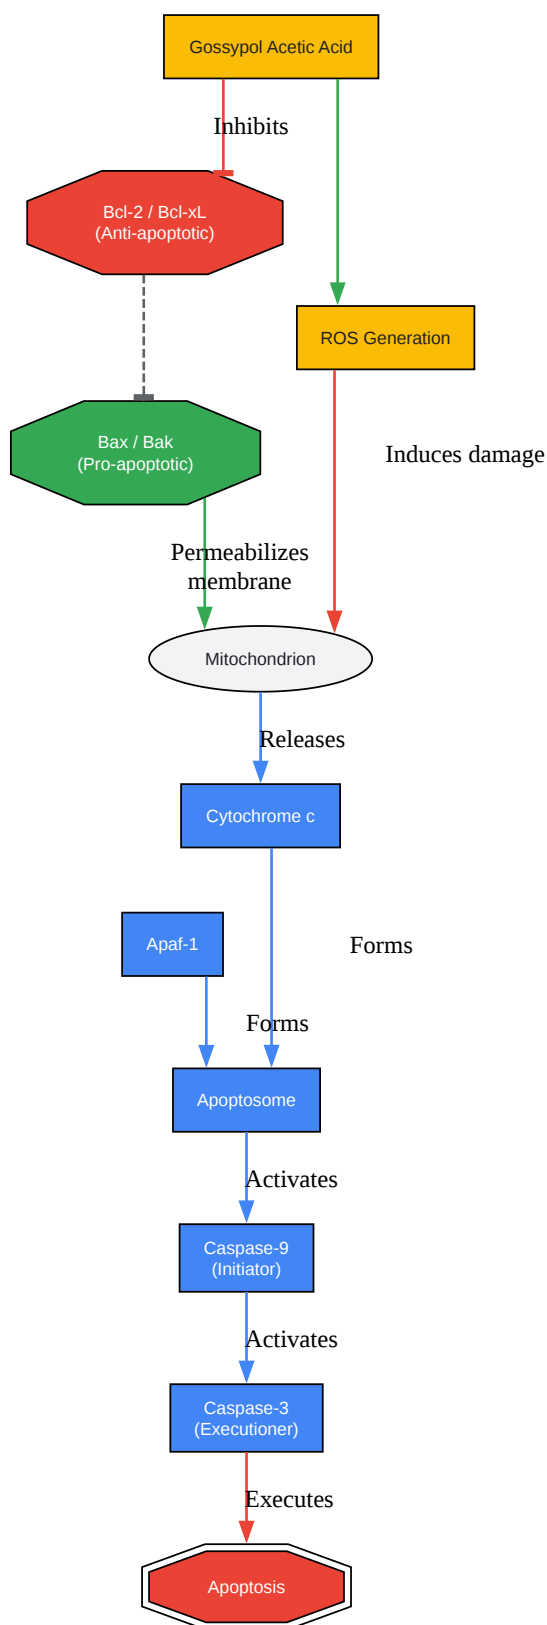 Gossypol Acetic Acid
Inhibits
Bcl-2 / Bcl-xL
(Anti-apoptotic)
ROS Generation
Bax / Bak
(Pro-apoptotic)
Induces damage
Permeabilizes
membrane
Mitochondrion
Releases
Cytochrome c
Apaf-1
Forms
Forms
Apoptosome
Activates
Caspase-9
(Initiator)
Activates
Caspase-3
(Executioner)
Executes
Apoptosis